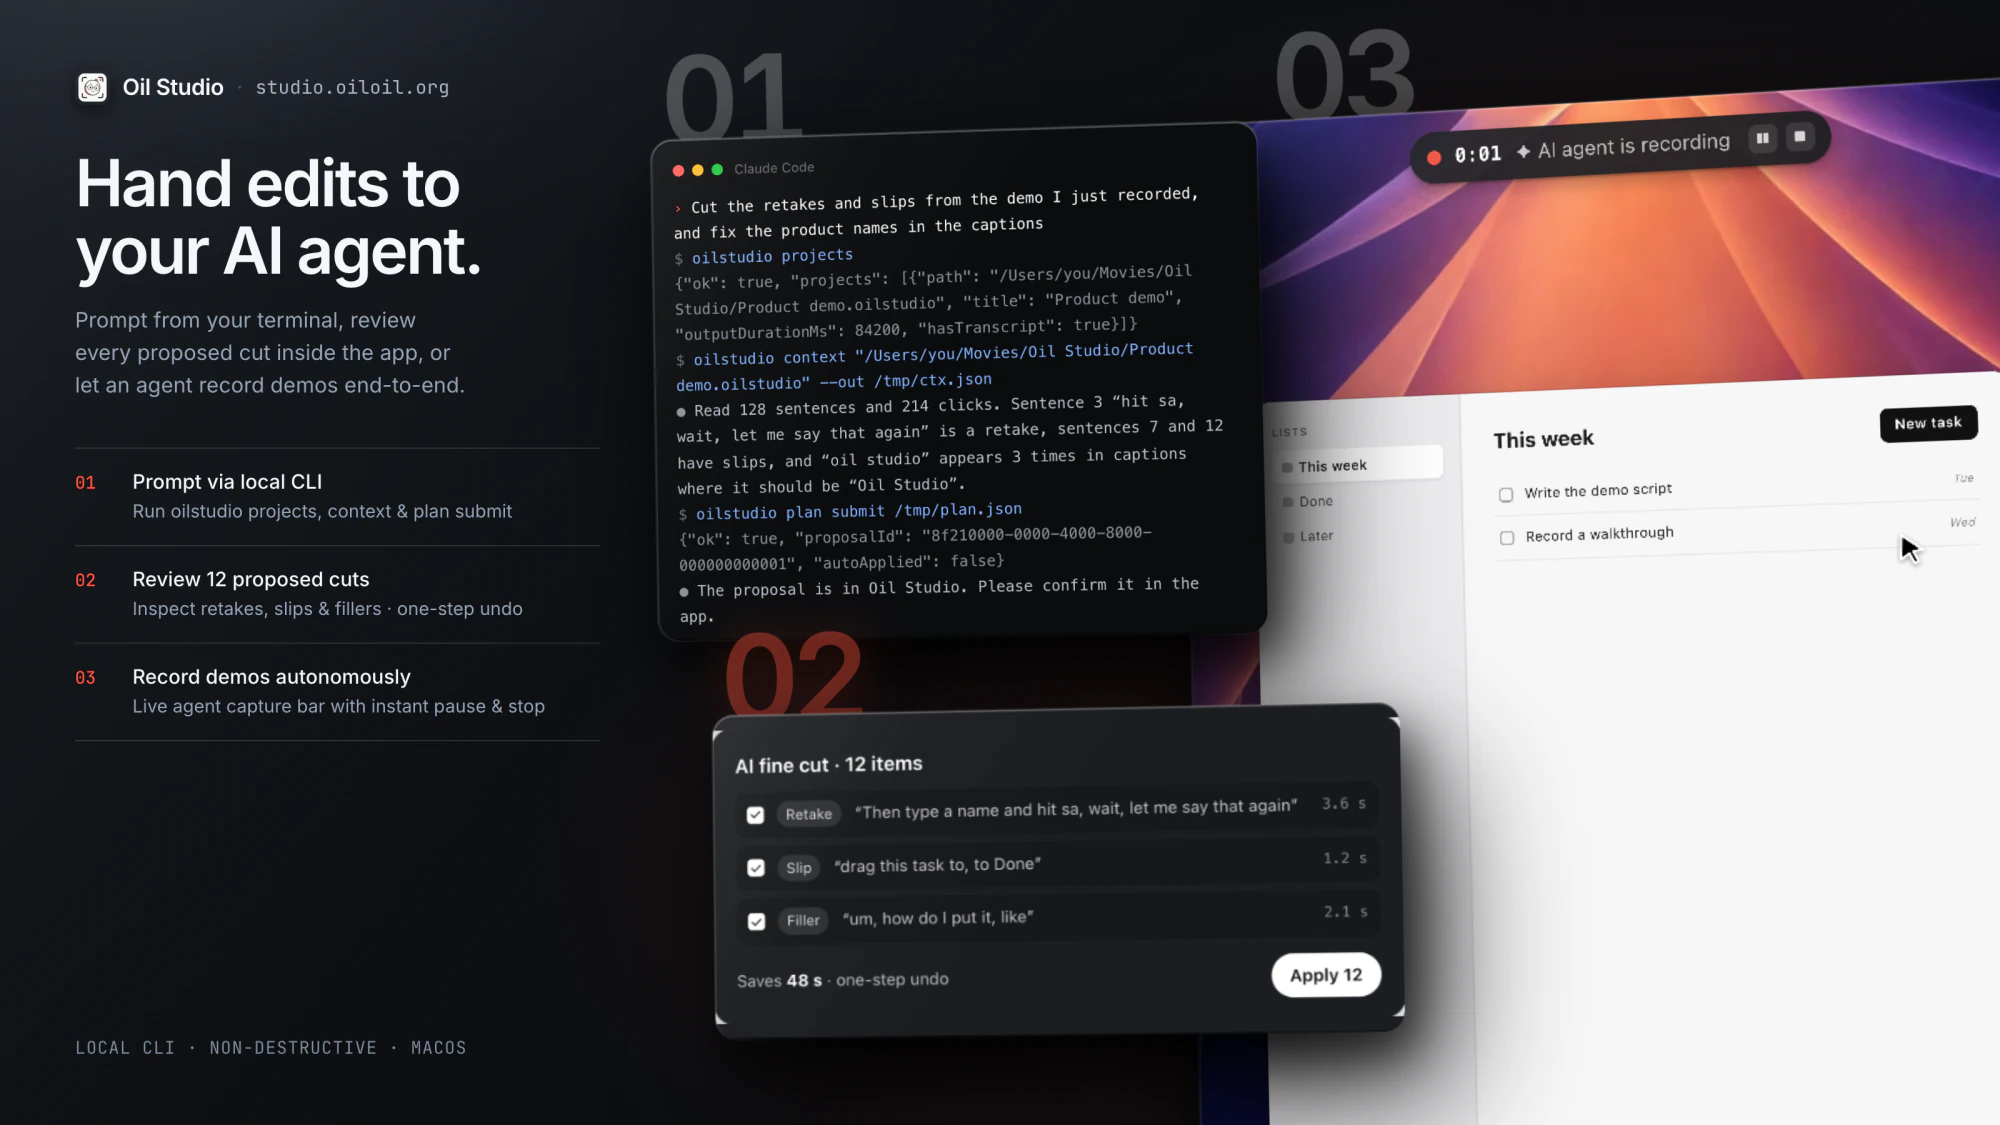 Oil Studio · studio.oiloil.org
Hand edits to
your AI agent.
Prompt from your terminal, review
every proposed cut inside the app, or
let an agent record demos end-to-end.
01 Prompt via local CLI
Run oilstudio projects, context & plan submit
02 Review 12 proposed cuts
Inspect retakes, slips & fillers · one-step undo
03 Record demos autonomously
Live agent capture bar with instant pause & stop
LOCAL CLI · NON-DESTRUCTIVE · MACOS
01
Claude Code
› Cut the retakes and slips from the demo I just recorded,
and fix the product names in the captions
$ oilstudio projects
{"ok": true, "projects": [{"path": "/Users/you/Movies/Oil
Studio/Product demo.oilstudio", "title": "Product demo",
"outputDurationMs": 84200, "hasTranscript": true}]}
$ oilstudio context "/Users/you/Movies/Oil Studio/Product
demo.oilstudio" --out /tmp/ctx.json
● Read 128 sentences and 214 clicks. Sentence 3 “hit sa,
wait, let me say that again” is a retake, sentences 7 and 12
have slips, and “oil studio” appears 3 times in captions
where it should be “Oil Studio”.
$ oilstudio plan submit /tmp/plan.json
{"ok": true, "proposalId": "8f210000-0000-4000-8000-
000000000001", "autoApplied": false}
● The proposal is in Oil Studio. Please confirm it in the
app.
02
AI fine cut · 12 items
Retake “Then type a name and hit sa, wait, let me say that again” 3.6 s
Slip “drag this task to, to Done” 1.2 s
Filler “um, how do I put it, like” 2.1 s
Saves 48 s · one-step undo
Apply 12
03
0:01 ✦ AI agent is recording
LISTS
This week
Done
Later
This week
New task
Write the demo script Tue
Record a walkthrough Wed